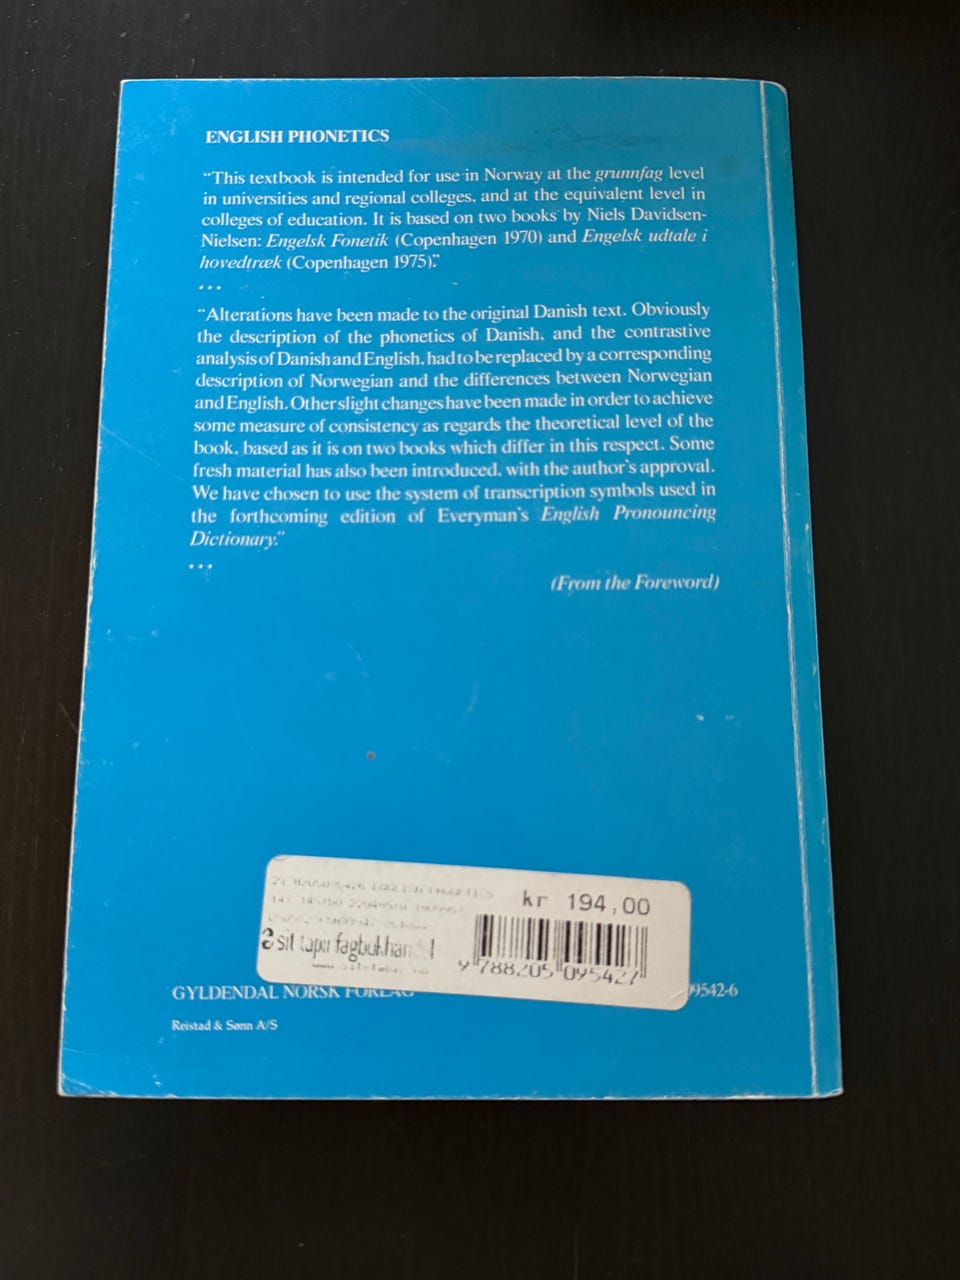 ENGLISH PHONETICS
"This textbook is intended for use in Norway at the grunnfag level
in universities and regional colleges, and at the equivalent level in
colleges of education. It is based on two books by Niels Davidsen-
Nielsen: Engelsk Fonetik (Copenhagen 1970) and Engelsk udtale i
hovedtræk (Copenhagen 1975)."
...
"Alterations have been made to the original Danish text. Obviously
the description of the phonetics of Danish, and the contrastive
analysis of Danish and English, had to be replaced by a corresponding
description of Norwegian and the differences between Norwegian
and English. Other slight changes have been made in order to achieve
some measure of consistency as regards the theoretical level of the
book, based as it is on two books which differ in this respect. Some
fresh material has also been introduced, with the author's approval.
We have chosen to use the system of transcription symbols used in
the forthcoming edition of Everyman's English Pronouncing
Dictionary."
...
(From the Foreword)
kr 194,00
sit tapir
9 788205 095427
GYLDENDAL NORSK FORLAG
9542-6
Reistad & Sønn A/S